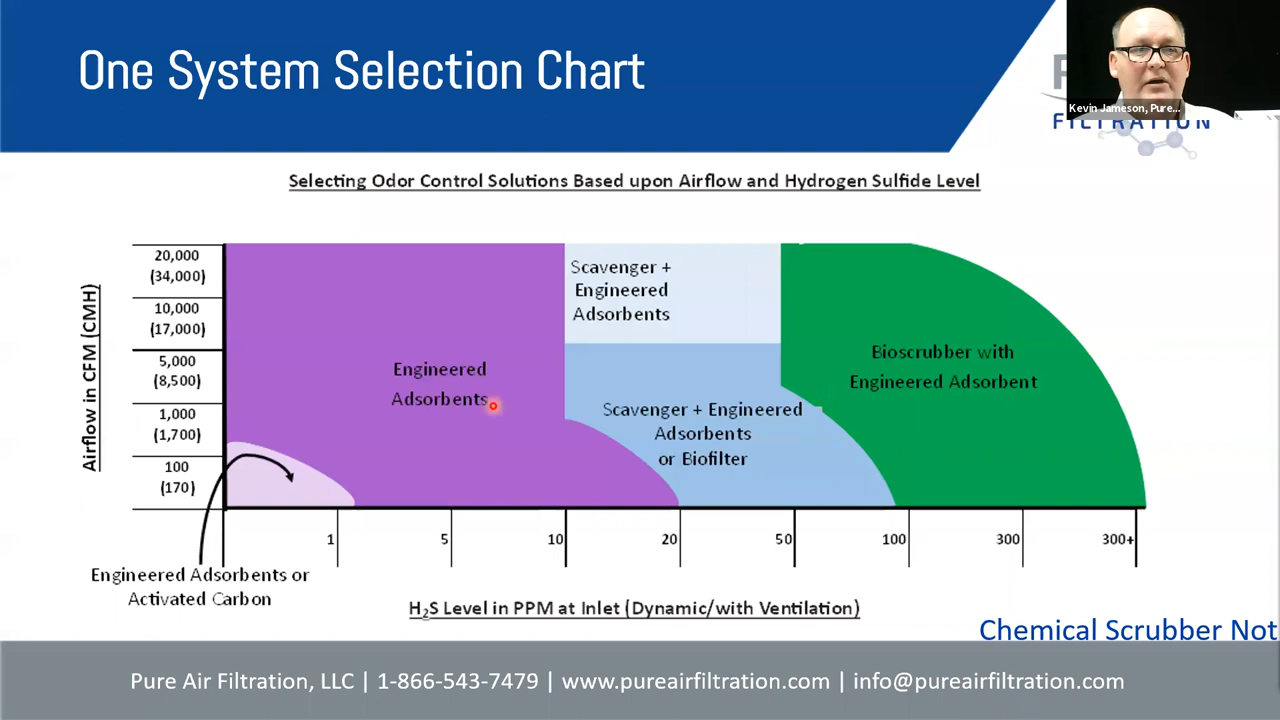 One System Selection Chart
Kevin Jameson, Pure...
FILTRATION
Selecting Odor Control Solutions Based upon Airflow and Hydrogen Sulfide Level
Airflow in CFM (CMH)
20,000
(34,000)
10,000
(17,000)
5,000
(8,500)
1,000
(1,700)
100
(170)
Engineered
Adsorbents
Scavenger +
Engineered
Adsorbents
Scavenger + Engineered
Adsorbents
or Biofilter
Bioscrubber with
Engineered Adsorbent
1
5
10
20
50
100
300
300+
Engineered Adsorbents or
Activated Carbon
H₂S Level in PPM at Inlet (Dynamic/with Ventilation)
Chemical Scrubber Not
Pure Air Filtration, LLC | 1-866-543-7479 | www.pureairfiltration.com | info@pureairfiltration.com